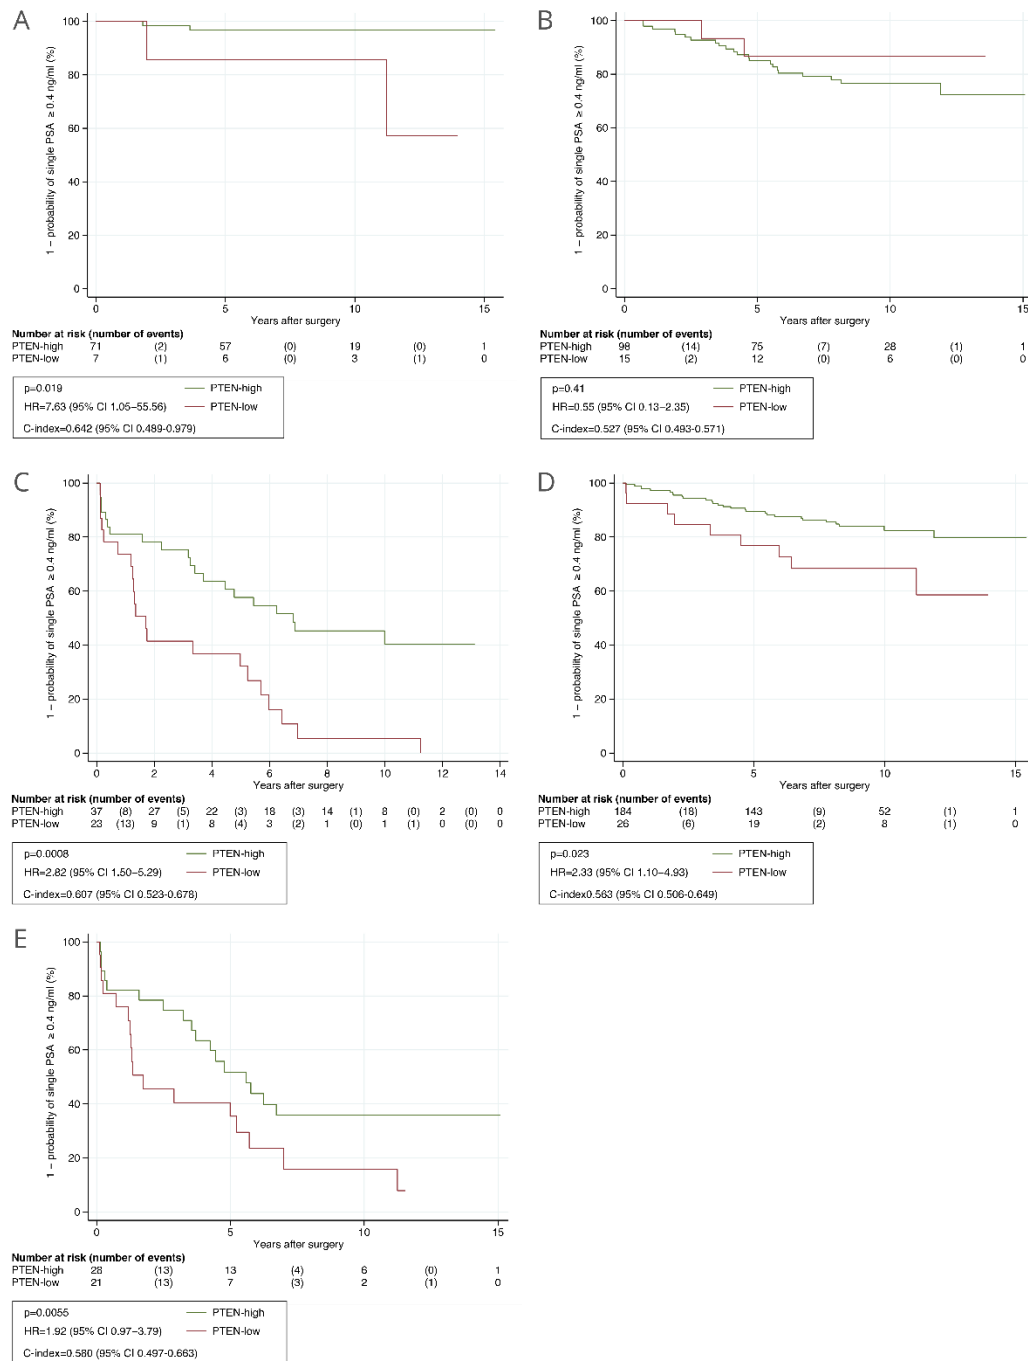 A
1 − probability of single PSA ≥ 0.4 ng/ml (%)
100
80
60
40
20
0
0 5 10 15
Years after surgery
Number at risk (number of events)
PTEN-high 71 (2) 57 (0) 19 (0) 1
PTEN-low 7 (1) 6 (0) 3 (1) 0
p=0.019 PTEN-high
HR=7.63 (95% CI 1.05–55.56) PTEN-low
C-index=0.642 (95% CI 0.489-0.979)
B
1 − probability of single PSA ≥ 0.4 ng/ml (%)
100
80
60
40
20
0
0 5 10 15
Years after surgery
Number at risk (number of events)
PTEN-high 98 (14) 75 (7) 28 (1) 1
PTEN-low 15 (2) 12 (0) 6 (0) 0
p=0.41 PTEN-high
HR=0.55 (95% CI 0.13–2.35) PTEN-low
C-index=0.527 (95% CI 0.493-0.571)
C
1 − probability of single PSA ≥ 0.4 ng/ml (%)
100
80
60
40
20
0
0 2 4 6 8 10 12 14
Years after surgery
Number at risk (number of events)
PTEN-high 37 (8) 27 (5) 22 (3) 18 (3) 14 (1) 8 (0) 2 (0) 0
PTEN-low 23 (13) 9 (1) 8 (4) 3 (2) 1 (0) 1 (1) 0 (0) 0
p=0.0008 PTEN-high
HR=2.82 (95% CI 1.50–5.29) PTEN-low
C-index=0.607 (95% CI 0.523-0.678)
D
1 − probability of single PSA ≥ 0.4 ng/ml (%)
100
80
60
40
20
0
0 5 10 15
Years after surgery
Number at risk (number of events)
PTEN-high 184 (18) 143 (9) 52 (1) 1
PTEN-low 26 (6) 19 (2) 8 (1) 0
p=0.023 PTEN-high
HR=2.33 (95% CI 1.10–4.93) PTEN-low
C-index0.563 (95% CI 0.506-0.649)
E
1 − probability of single PSA ≥ 0.4 ng/ml (%)
100
80
60
40
20
0
0 5 10 15
Years after surgery
Number at risk (number of events)
PTEN-high 28 (13) 13 (4) 6 (0) 1
PTEN-low 21 (13) 7 (3) 2 (1) 0
p=0.0055 PTEN-high
HR=1.92 (95% CI 0.97–3.79) PTEN-low
C-index=0.580 (95% CI 0.497-0.663)